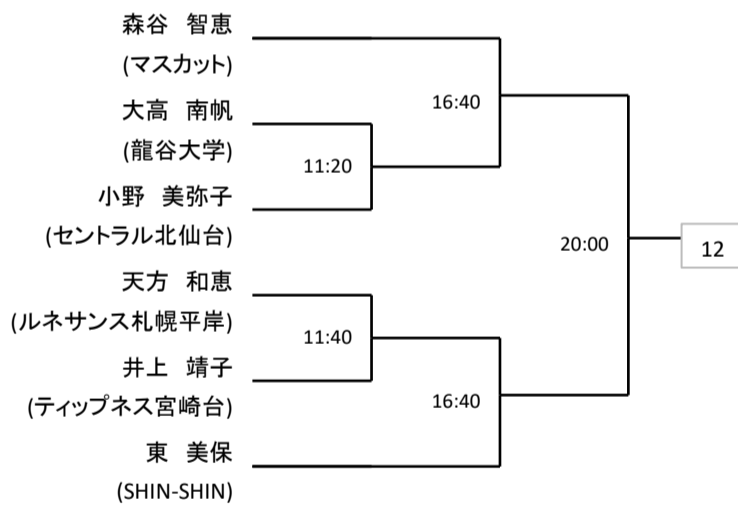 森谷　智恵
(マスカット)
16:40
大高　南帆
(龍谷大学)
11:20
小野　美弥子
(セントラル北仙台)
20:00
12
天方　和恵
(ルネサンス札幌平岸)
11:40
井上　靖子
(ティップネス宮崎台)
16:40
東　美保
(SHIN-SHIN)